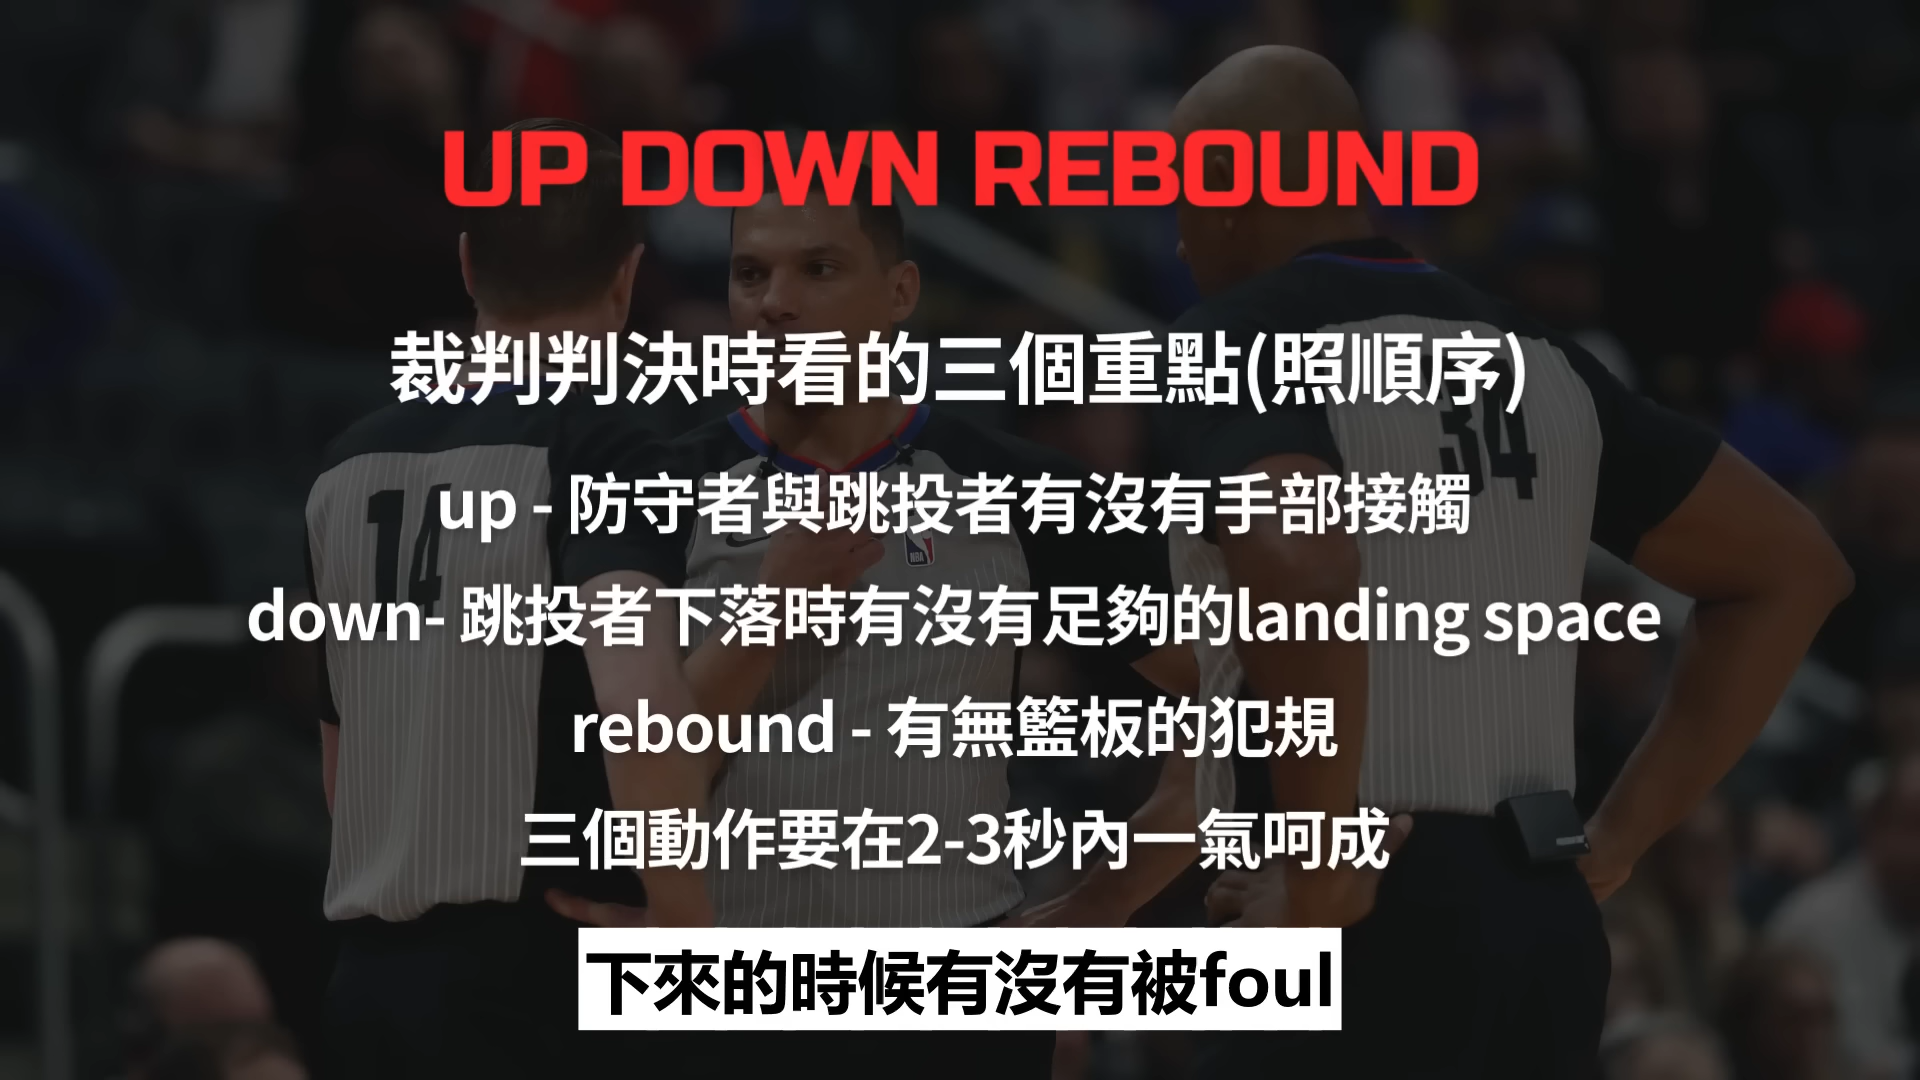 UP DOWN REBOUND
裁判判決時看的三個重點(照順序)
up - 防守者與跳投者有沒有手部接觸
down- 跳投者下落時有沒有足夠的landing space
rebound - 有無籃板的犯規
三個動作要在2-3秒內一氣呵成
下來的時候有沒有被foul
14
34
NBA